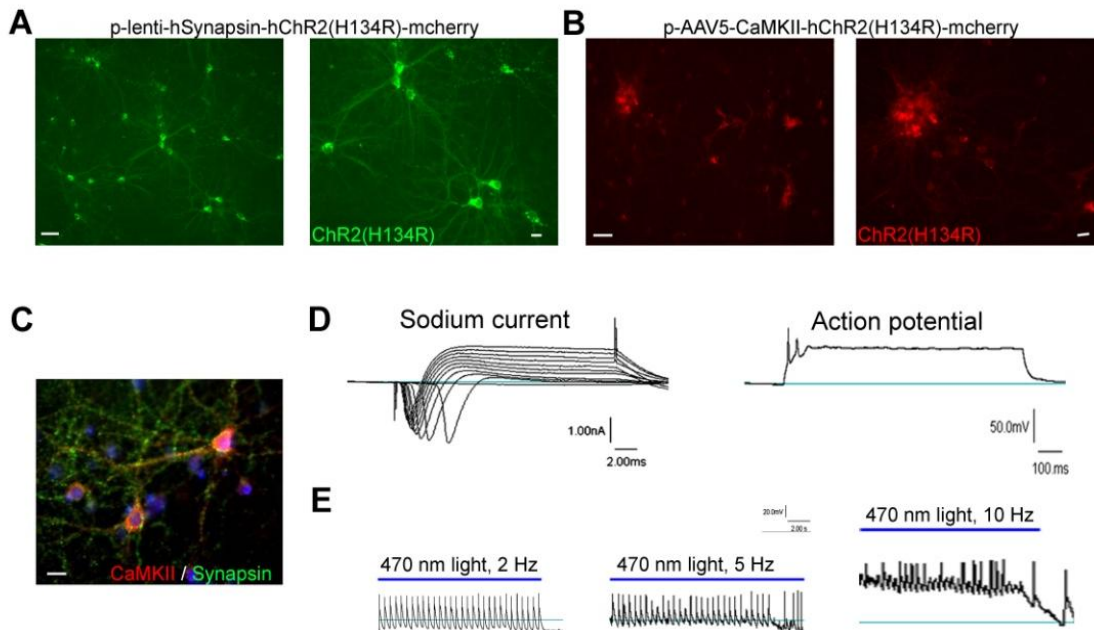 A
p-lenti-hSynapsin-hChR2(H134R)-mcherry
ChR2(H134R)
B
p-AAV5-CaMKII-hChR2(H134R)-mcherry
ChR2(H134R)
C
CaMKII / Synapsin
D
Sodium current
1.00nA
2.00ms
Action potential
50.0mV
100 ms
E
20.0mV
2.00 s
470 nm light, 2 Hz
470 nm light, 5 Hz
470 nm light, 10 Hz